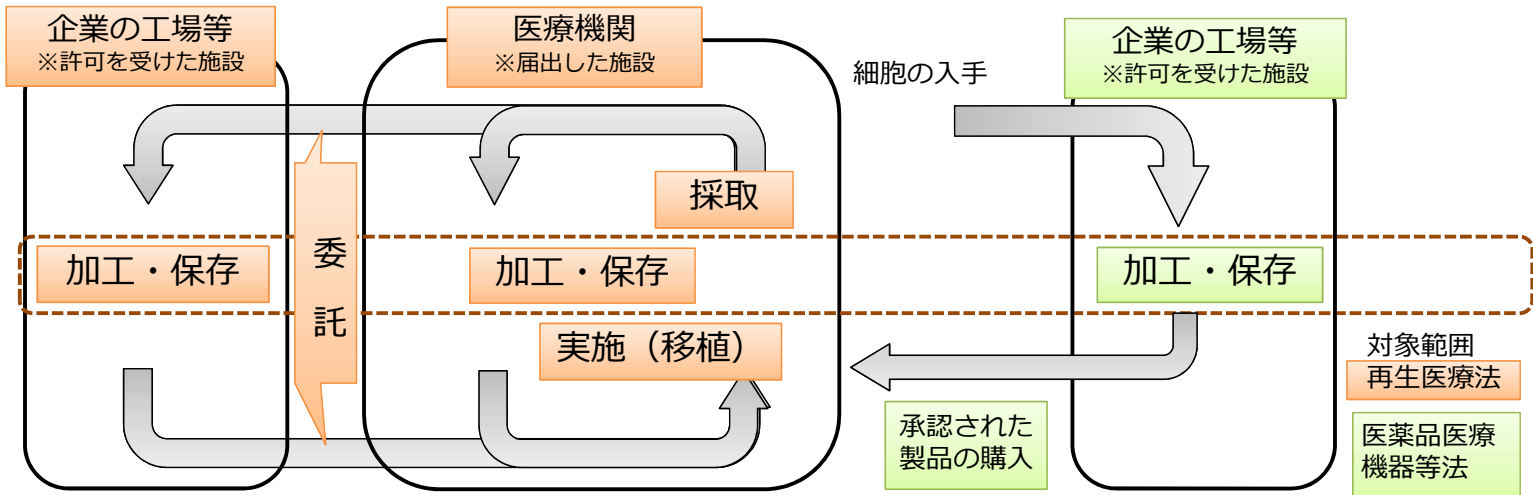 企業の工場等
※許可を受けた施設
医療機関
※届出した施設
細胞の入手
企業の工場等
※許可を受けた施設
採取
委
託
加工・保存
加工・保存
加工・保存
実施（移植）
承認された
製品の購入
対象範囲
再生医療法
医薬品医療
機器等法